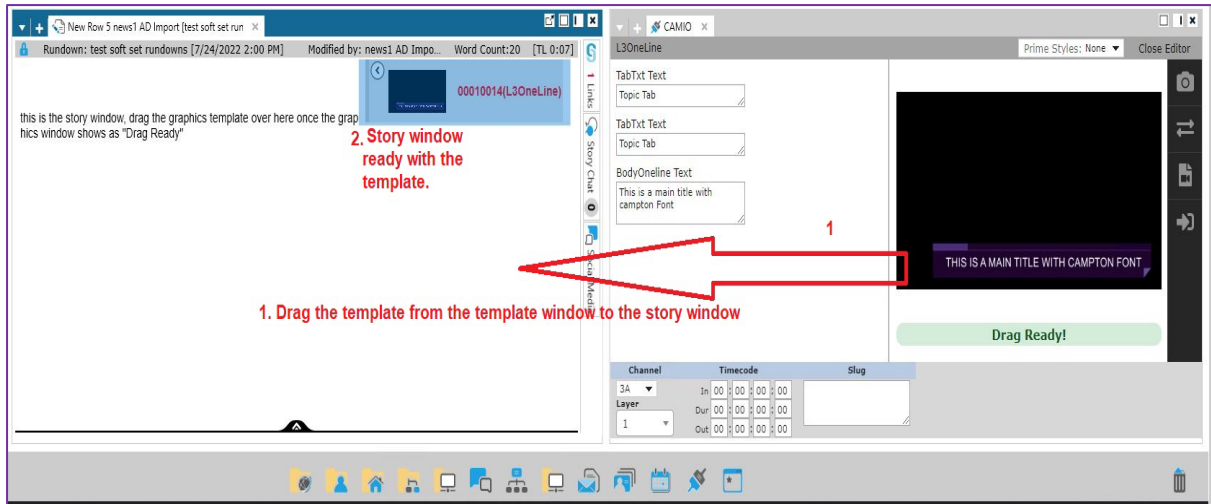 New Row 5 news1 AD Import [test soft set run
Rundown: test soft set rundowns [7/24/2022 2:00 PM] Modified by: news1 AD Impo... Word Count:20 [TL 0:07]
00010014(L3OneLine)
this is the story window, drag the graphics template over here once the grap
hics window shows as "Drag Ready"
2. Story window
ready with the
template.
1 Links
Story Chat 0
Social Media
1. Drag the template from the template window to the story window
CAMIO
L3OneLine
Prime Styles: None
Close Editor
TabTxt Text
Topic Tab
TabTxt Text
Topic Tab
BodyOneline Text
This is a main title with
campton Font
1
THIS IS A MAIN TITLE WITH CAMPTON FONT
Drag Ready!
Channel Timecode Slug
3A In 00 : 00 : 00 : 00
Layer Dur 00 : 00 : 00 : 00
1 Out 00 : 00 : 00 : 00